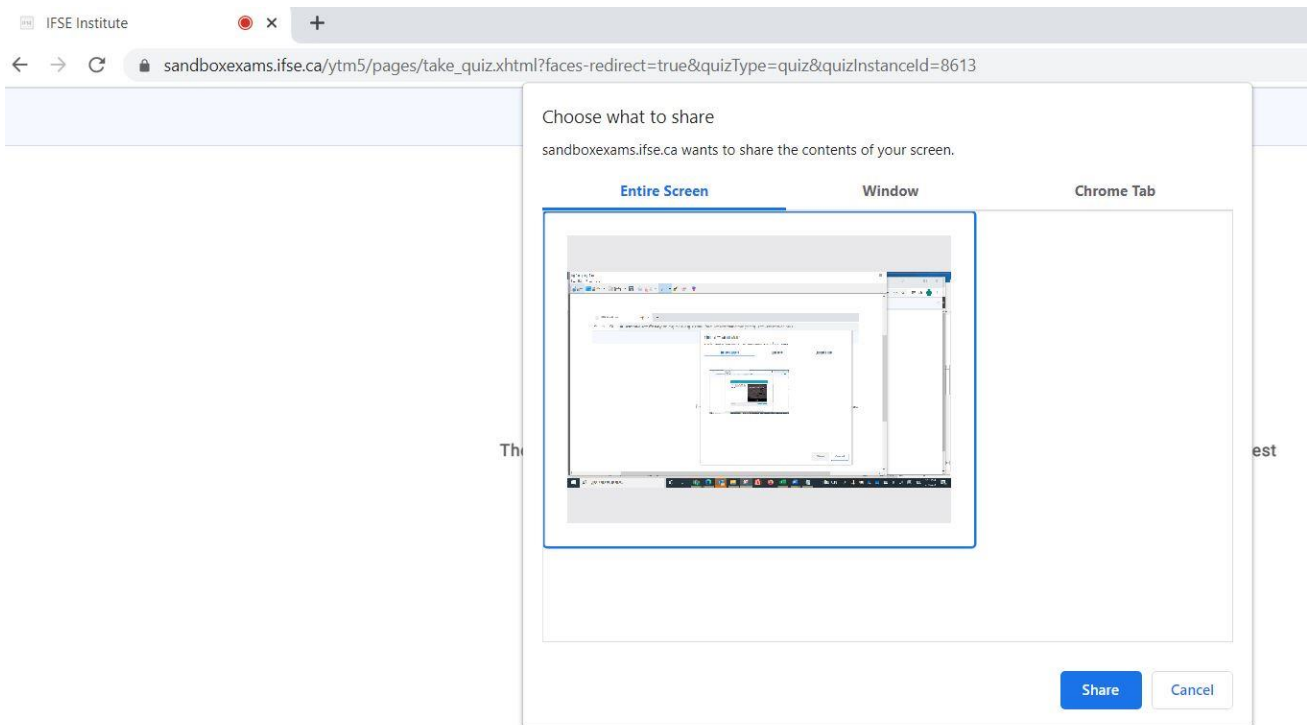 IFSE Institute
sandboxexams.ifse.ca/ytm5/pages/take_quiz.xhtml?faces-redirect=true&quizType=quiz&quizInstanceId=8613
Choose what to share
sandboxexams.ifse.ca wants to share the contents of your screen.
Entire Screen Window Chrome Tab
The
est
Share Cancel